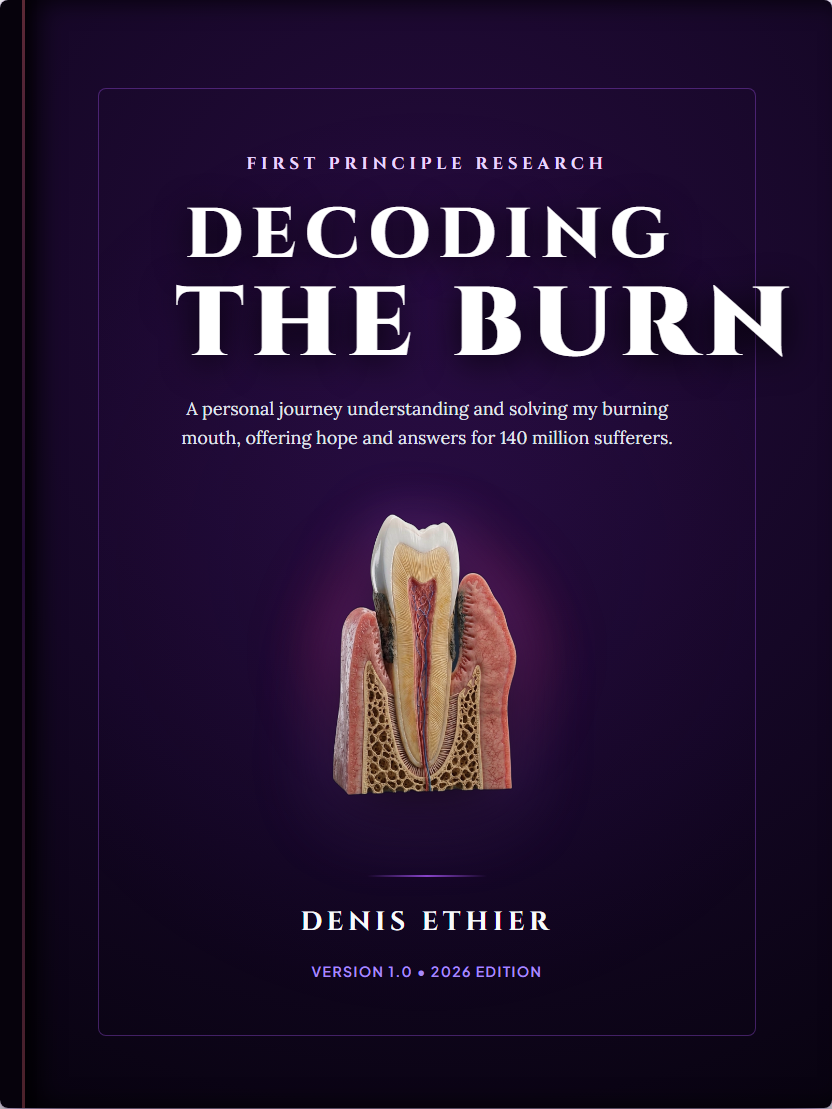 FIRST PRINCIPLE RESEARCH
DECODING
THE BURN
A personal journey understanding and solving my burning
mouth, offering hope and answers for 140 million sufferers.
DENIS ETHIER
VERSION 1.0 • 2026 EDITION